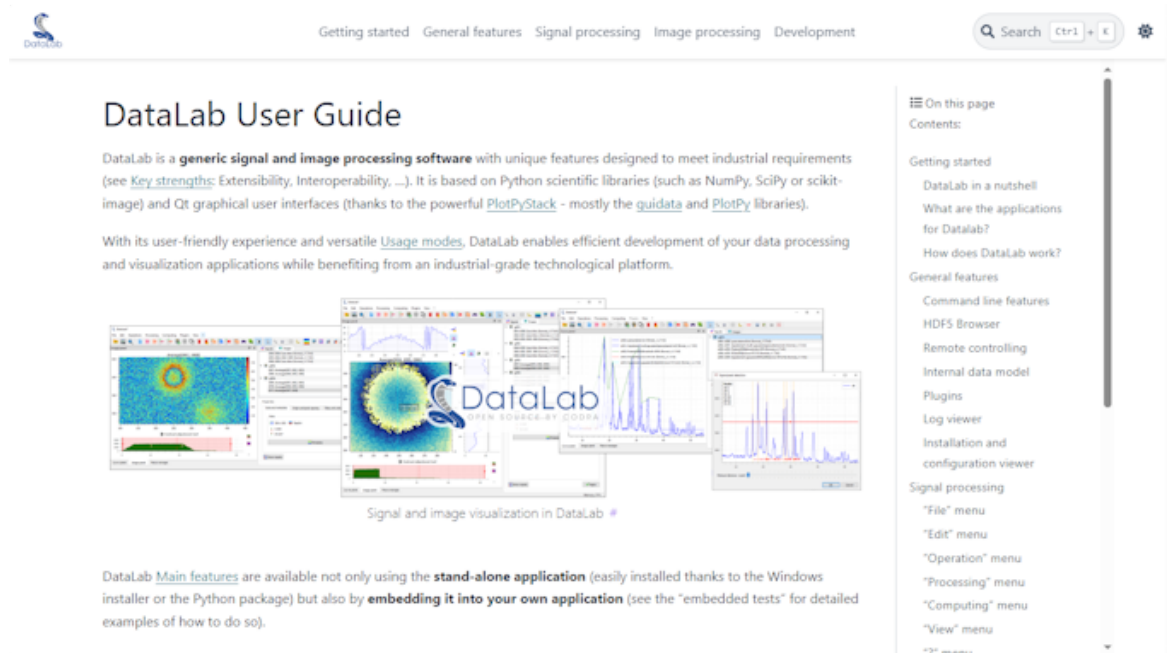 DataLab
Getting started General features Signal processing Image processing Development
Search Ctrl + K
DataLab User Guide
DataLab is a generic signal and image processing software with unique features designed to meet industrial requirements
(see Key strengths: Extensibility, Interoperability, ...). It is based on Python scientific libraries (such as NumPy, SciPy or scikit-
image) and Qt graphical user interfaces (thanks to the powerful PlotPyStack - mostly the guidata and PlotPy libraries).
With its user-friendly experience and versatile Usage modes, DataLab enables efficient development of your data processing
and visualization applications while benefiting from an industrial-grade technological platform.
DataLab
OPEN SOURCE BY CODRA
Signal and image visualization in DataLab #
DataLab Main features are available not only using the stand-alone application (easily installed thanks to the Windows
installer or the Python package) but also by embedding it into your own application (see the "embedded tests" for detailed
examples of how to do so).
On this page
Contents:
Getting started
DataLab in a nutshell
What are the applications
for Datalab?
How does DataLab work?
General features
Command line features
HDF5 Browser
Remote controlling
Internal data model
Plugins
Log viewer
Installation and
configuration viewer
Signal processing
"File" menu
"Edit" menu
"Operation" menu
"Processing" menu
"Computing" menu
"View" menu
"?" menu